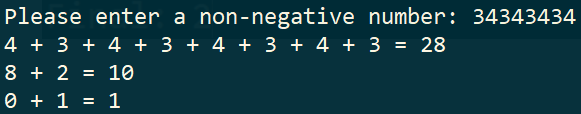 Please enter a non-negative number: 34343434
4 + 3 + 4 + 3 + 4 + 3 + 4 + 3 = 28
8 + 2 = 10
0 + 1 = 1